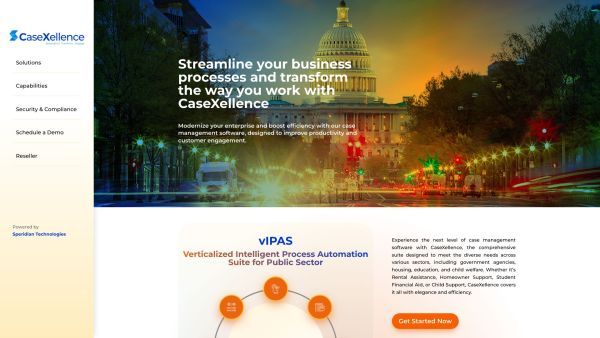 CaseXellence
Solutions
Capabilities
Security & Compliance
Schedule a Demo
Reseller
Powered by
Speridian Technologies
Streamline your business
processes and transform
the way you work with
CaseXellence
Modernize your enterprise and boost efficiency with our case
management software, designed to improve productivity and
customer engagement.
vIPAS
Verticalized Intelligent Process Automation
Suite for Public Sector
Experience the next level of case management
software with CaseXellence, the comprehensive
suite designed to meet the diverse needs across
various sectors, including government agencies,
housing, education, and child welfare. Whether it's
Rental Assistance, Homeowner Support, Student
Financial Aid, or Child Support, CaseXellence covers
it all with elegance and efficiency.
Get Started Now